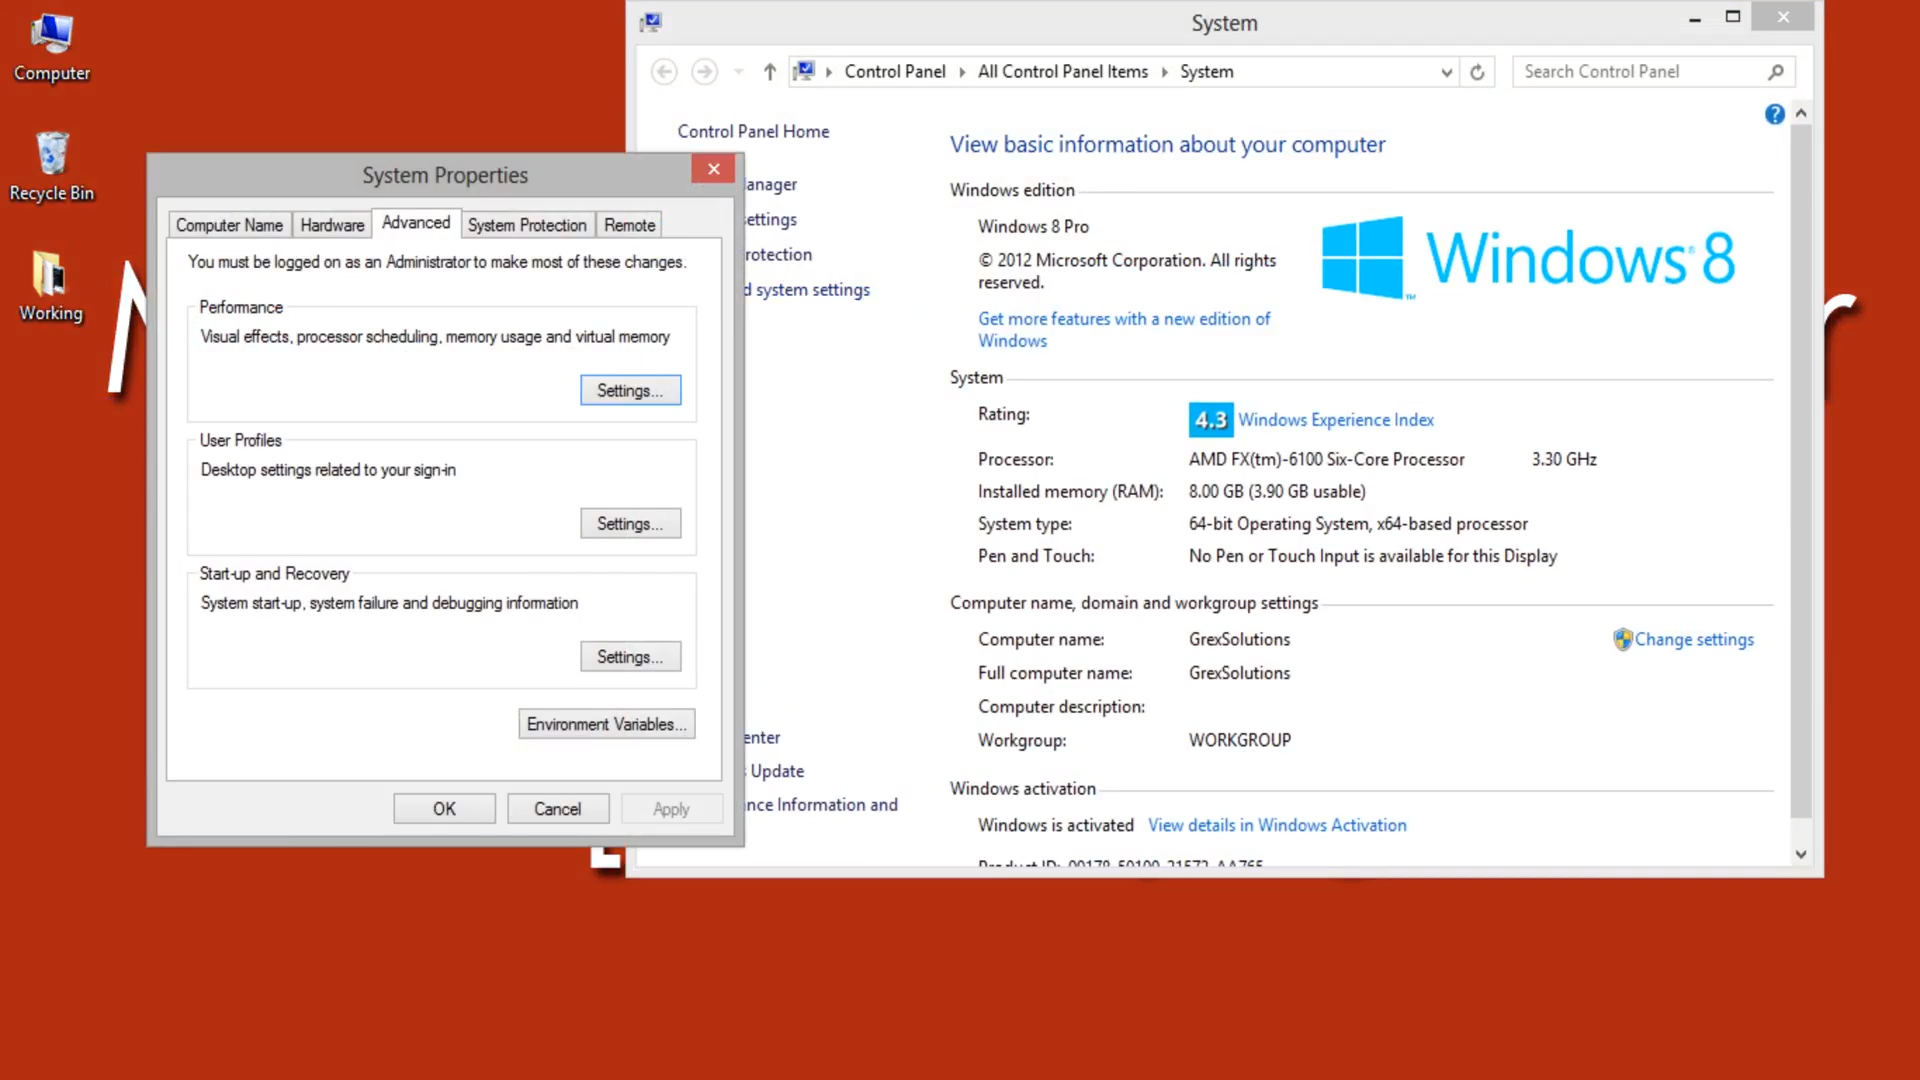 Computer
Recycle Bin
Working
System
Control Panel
All Control Panel Items
System
Search Control Panel
Control Panel Home
anager
ettings
rotection
d system settings
enter
Update
nce Information and
View basic information about your computer
Windows edition
Windows 8 Pro
© 2012 Microsoft Corporation. All rights
reserved.
Get more features with a new edition of
Windows
Windows 8
System
Rating:
4.3 Windows Experience Index
Processor: AMD FX(tm)-6100 Six-Core Processor 3.30 GHz
Installed memory (RAM): 8.00 GB (3.90 GB usable)
System type: 64-bit Operating System, x64-based processor
Pen and Touch: No Pen or Touch Input is available for this Display
Computer name, domain and workgroup settings
Computer name: GrexSolutions
Change settings
Full computer name: GrexSolutions
Computer description:
Workgroup: WORKGROUP
Windows activation
Windows is activated View details in Windows Activation
System Properties
Computer Name
Hardware
Advanced
System Protection
Remote
You must be logged on as an Administrator to make most of these changes.
Performance
Visual effects, processor scheduling, memory usage and virtual memory
Settings...
User Profiles
Desktop settings related to your sign-in
Settings...
Start-up and Recovery
System start-up, system failure and debugging information
Settings...
Environment Variables...
OK
Cancel
Apply